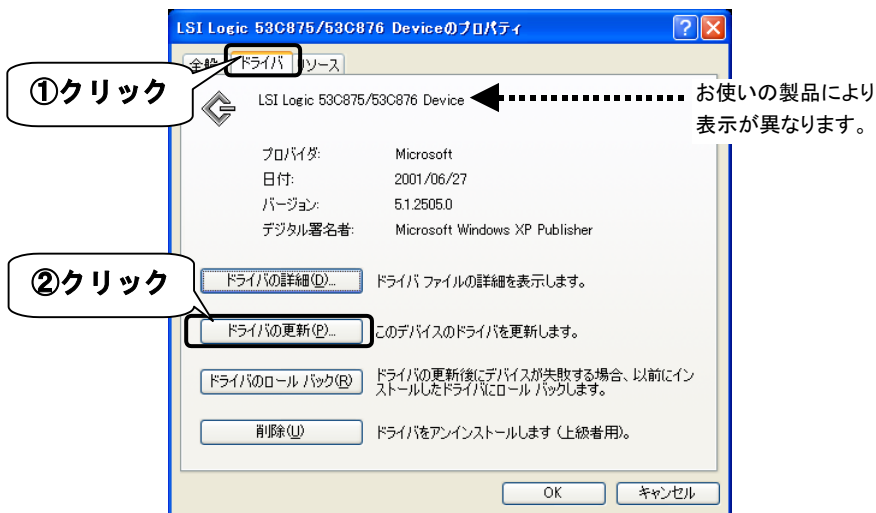 LSI Logic 53C875/53C876 Deviceのプロパティ
全般 ドライバ リソース
①クリック
LSI Logic 53C875/53C876 Device
お使いの製品により
表示が異なります。
プロバイダ: Microsoft
日付: 2001/06/27
バージョン: 5.1.2505.0
デジタル署名者: Microsoft Windows XP Publisher
②クリック
ドライバの詳細(D)... ドライバ ファイルの詳細を表示します。
ドライバの更新(P)... このデバイスのドライバを更新します。
ドライバのロール バック(R) ドライバの更新後にデバイスが失敗する場合、以前にイン
ストールしたドライバにロール バックします。
削除(U) ドライバをアンインストールします (上級者用)。
OK キャンセル